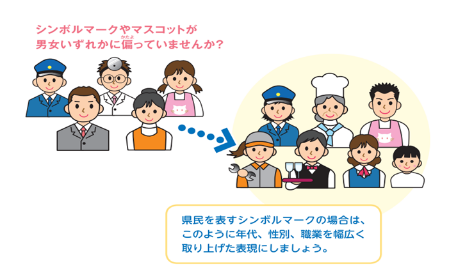 シンボルマークやマスコットが
男女いずれかに偏っていませんか?
県民を表すシンボルマークの場合は、
このように年代、性別、職業を幅広く
取り上げた表現にしましょう。